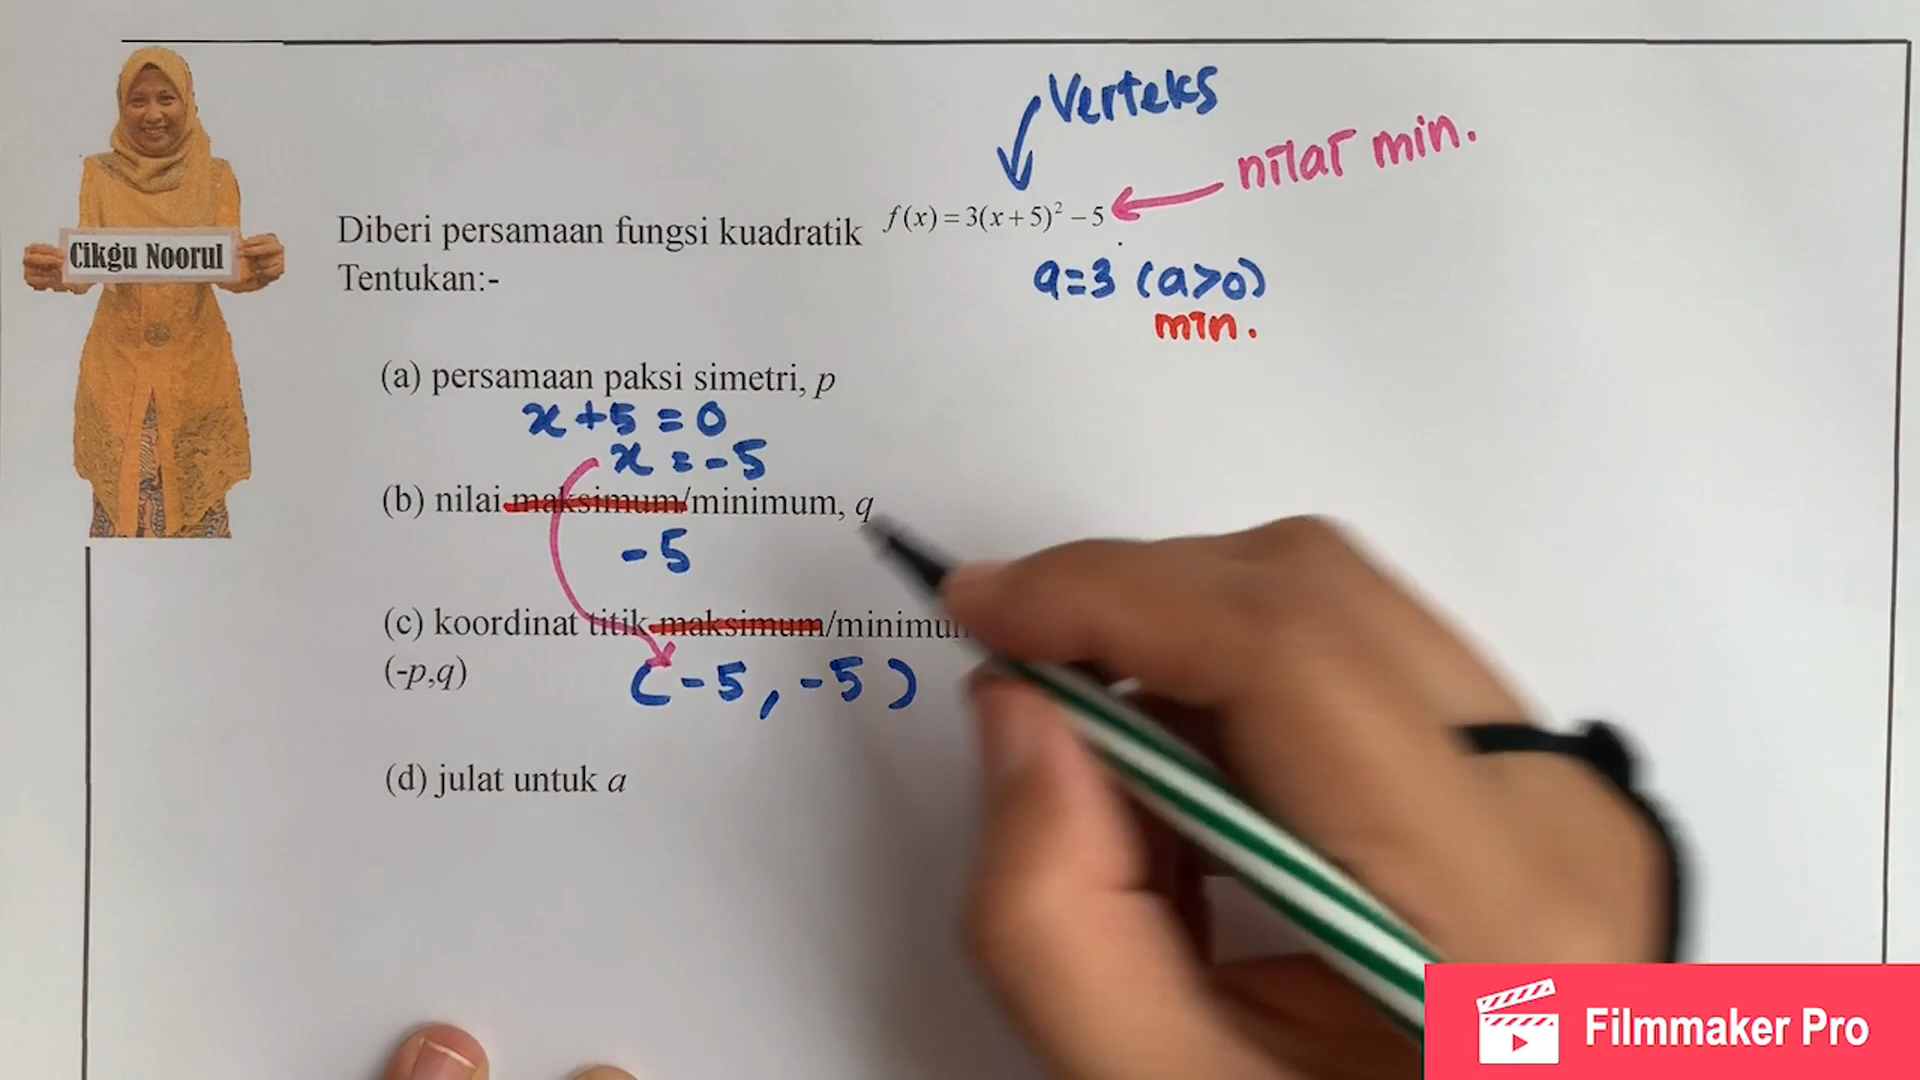 Verteks
nilai min.
Cikgu Noorul
Diberi persamaan fungsi kuadratik f(x) = 3(x+5)² – 5
Tentukan:-
a=3 (a>0)
min.
(a) persamaan paksi simetri, p
x+5 = 0
x = -5
(b) nilai maksimum/minimum, q
-5
(c) koordinat titik maksimum/minimu
(-p,q)
(-5, -5)
(d) julat untuk a
Filmmaker Pro